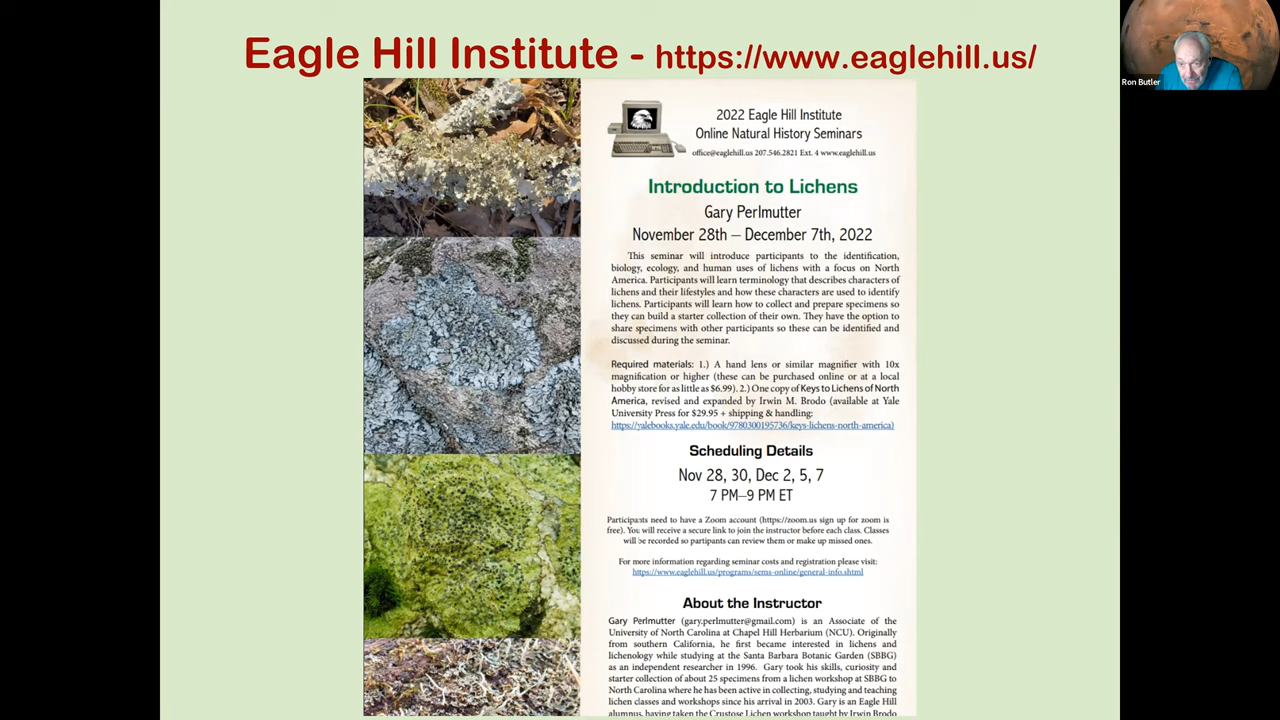 Eagle Hill Institute - https://www.eaglehill.us/
Ron Butler
2022 Eagle Hill Institute
Online Natural History Seminars
office@eaglehill.us 207.546.2821 Ext. 4 www.eaglehill.us
Introduction to Lichens
Gary Perlmutter
November 28th – December 7th, 2022
This seminar will introduce participants to the identification,
biology, ecology, and human uses of lichens with a focus on North
America. Participants will learn terminology that describes characters of
lichens and their lifestyles and how these characters are used to identify
lichens. Participants will learn how to collect and prepare specimens so
they can build a starter collection of their own. They have the option to
share specimens with other participants so these can be identified and
discussed during the seminar.
Required materials: 1.) A hand lens or similar magnifier with 10x
magnification or higher (these can be purchased online or at a local
hobby store for as little as $6.99). 2.) One copy of Keys to Lichens of North
America, revised and expanded by Irwin M. Brodo (available at Yale
University Press for $29.95 + shipping & handling:
https://yalebooks.yale.edu/book/9780300195736/keys-lichens-north-america)
Scheduling Details
Nov 28, 30, Dec 2, 5, 7
7 PM–9 PM ET
Participants need to have a Zoom account (https://zoom.us sign up for zoom is
free). You will receive a secure link to join the instructor before each class. Classes
will be recorded so partipants can review them or make up missed ones.
For more information regarding seminar costs and registration please visit:
https://www.eaglehill.us/programs/sems-online/general-info.shtml
About the Instructor
Gary Perlmutter (gary.perlmutter@gmail.com) is an Associate of the
University of North Carolina at Chapel Hill Herbarium (NCU). Originally
from southern California, he first became interested in lichens and
lichenology while studying at the Santa Barbara Botanic Garden (SBBG)
as an independent researcher in 1996. Gary took his skills, curiosity and
starter collection of about 25 specimens from a lichen workshop at SBBG to
North Carolina where he has been active in collecting, studying and teaching
lichen classes and workshops since his arrival in 2003. Gary is an Eagle Hill
alumnus, having taken the Crustose Lichen workshop taught by Irwin Brodo